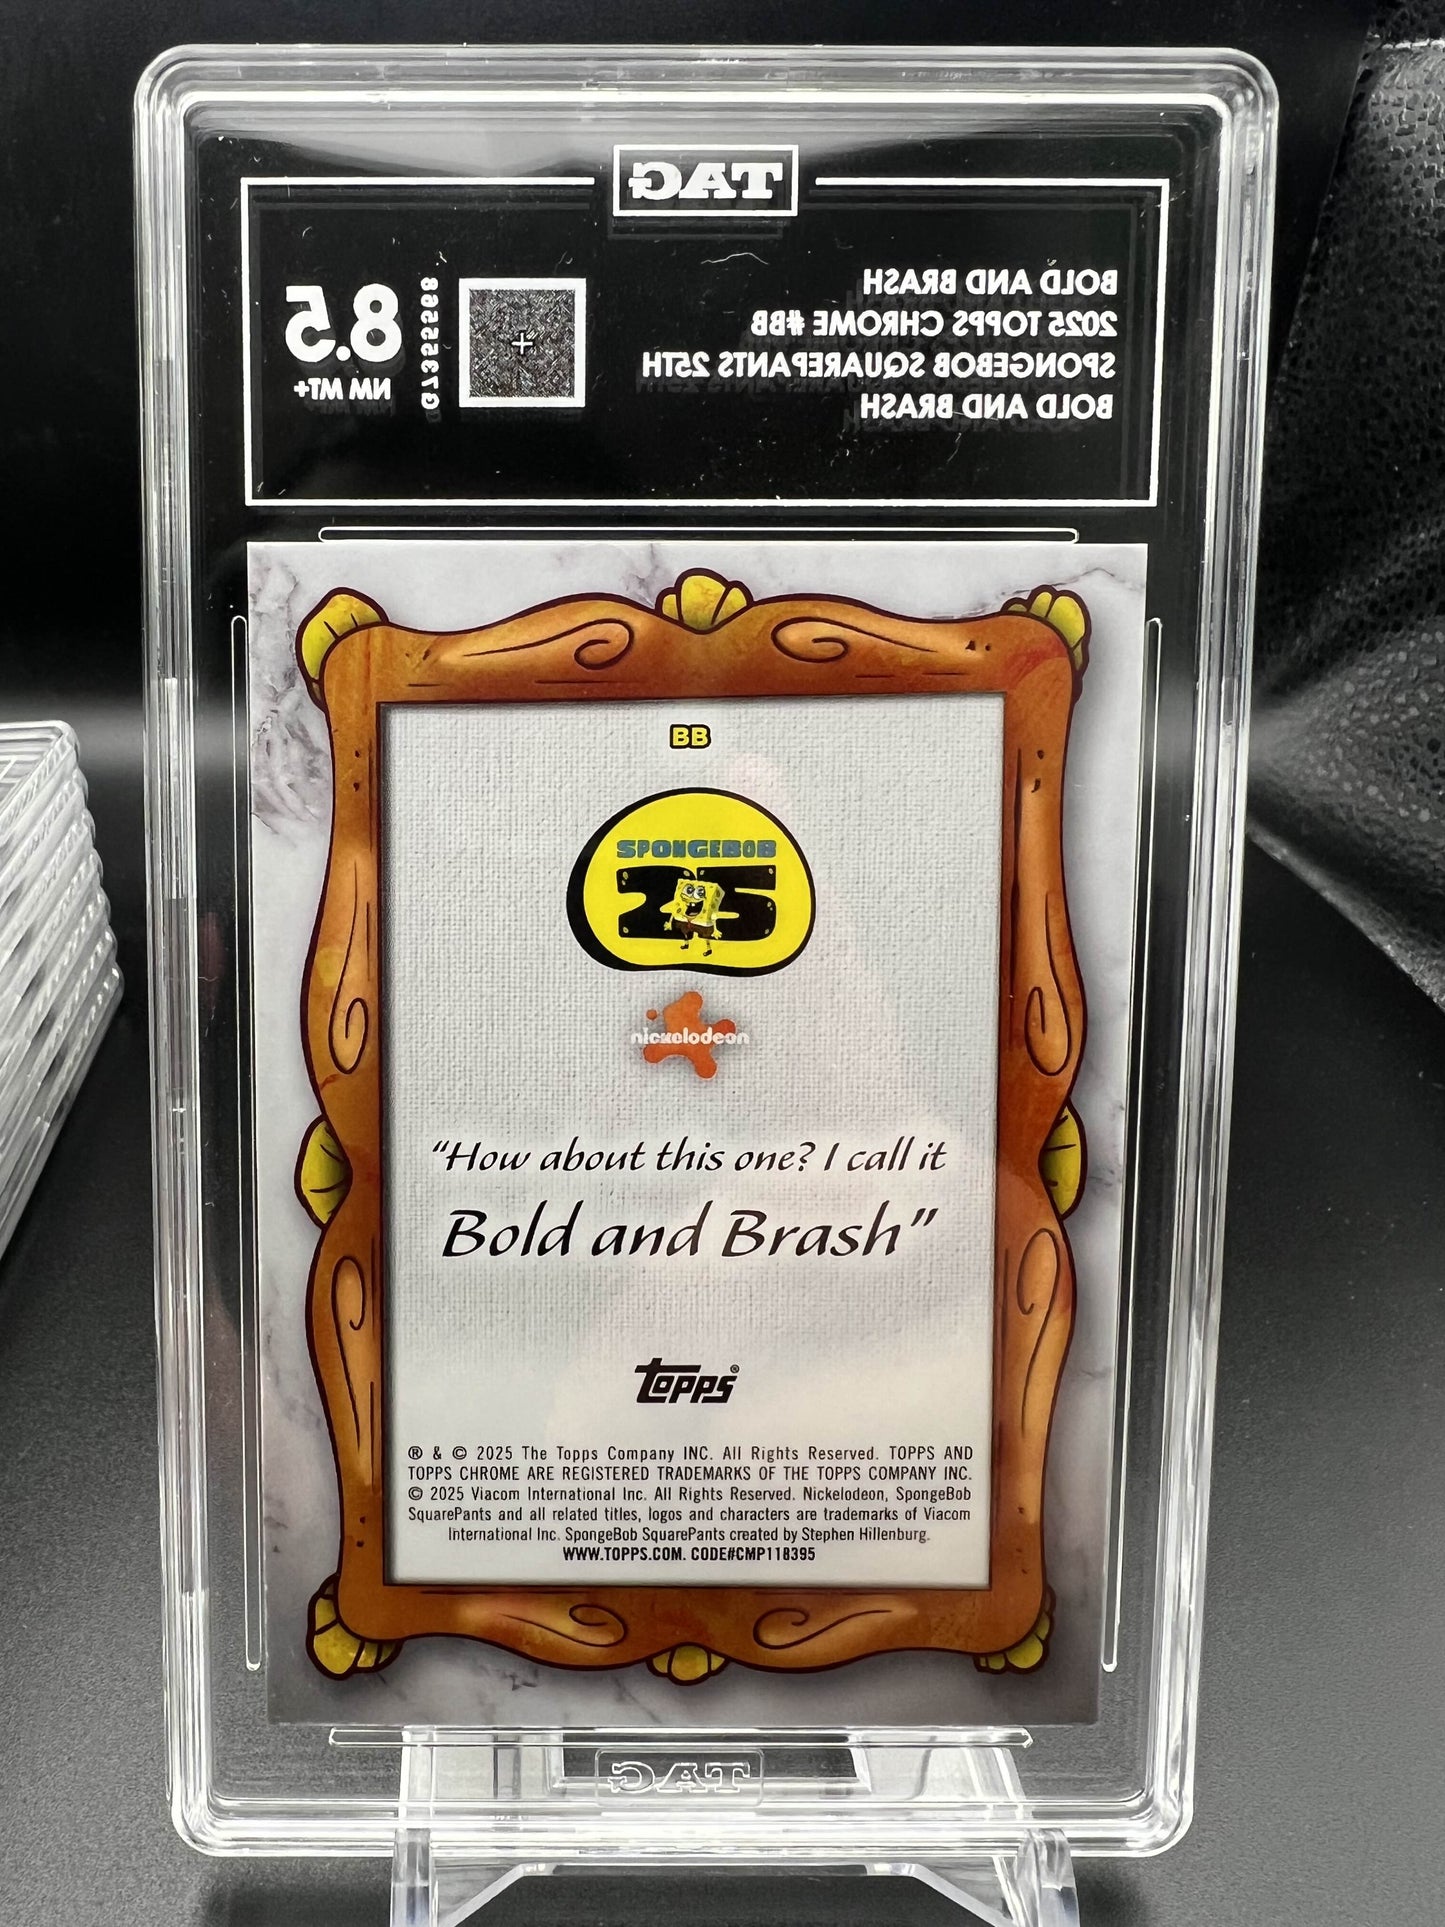 TAG
BOLD AND BRASH
2025 TOPPS CHROME #BB
SPONGEBOB SQUAREPANTS 25TH
BOLD AND BRASH
G7355568
8.5
NM MT+
BB
SPONGEBOB
25
nickelodeon
“How about this one? I call it
Bold and Brash”
topps®
® & © 2025 The Topps Company INC. All Rights Reserved. TOPPS AND
TOPPS CHROME ARE REGISTERED TRADEMARKS OF THE TOPPS COMPANY INC.
© 2025 Viacom International Inc. All Rights Reserved. Nickelodeon, SpongeBob
SquarePants and all related titles, logos and characters are trademarks of Viacom
International Inc. SpongeBob SquarePants created by Stephen Hillenburg.
WWW.TOPPS.COM. CODE#CMP118395
TAG